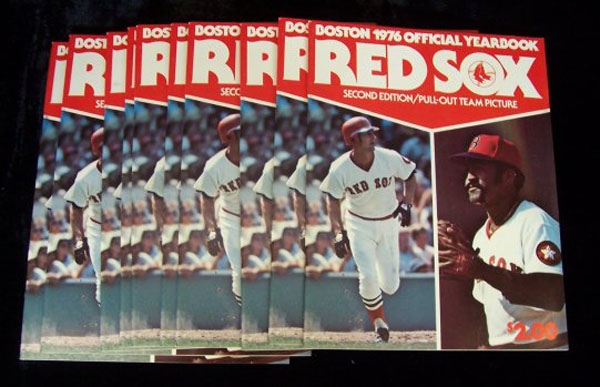 BOSTON 1976 OFFICIAL YEARBOOK
RED SOX
SECOND EDITION/PULL-OUT TEAM PICTURE
RED SOX
$2.00